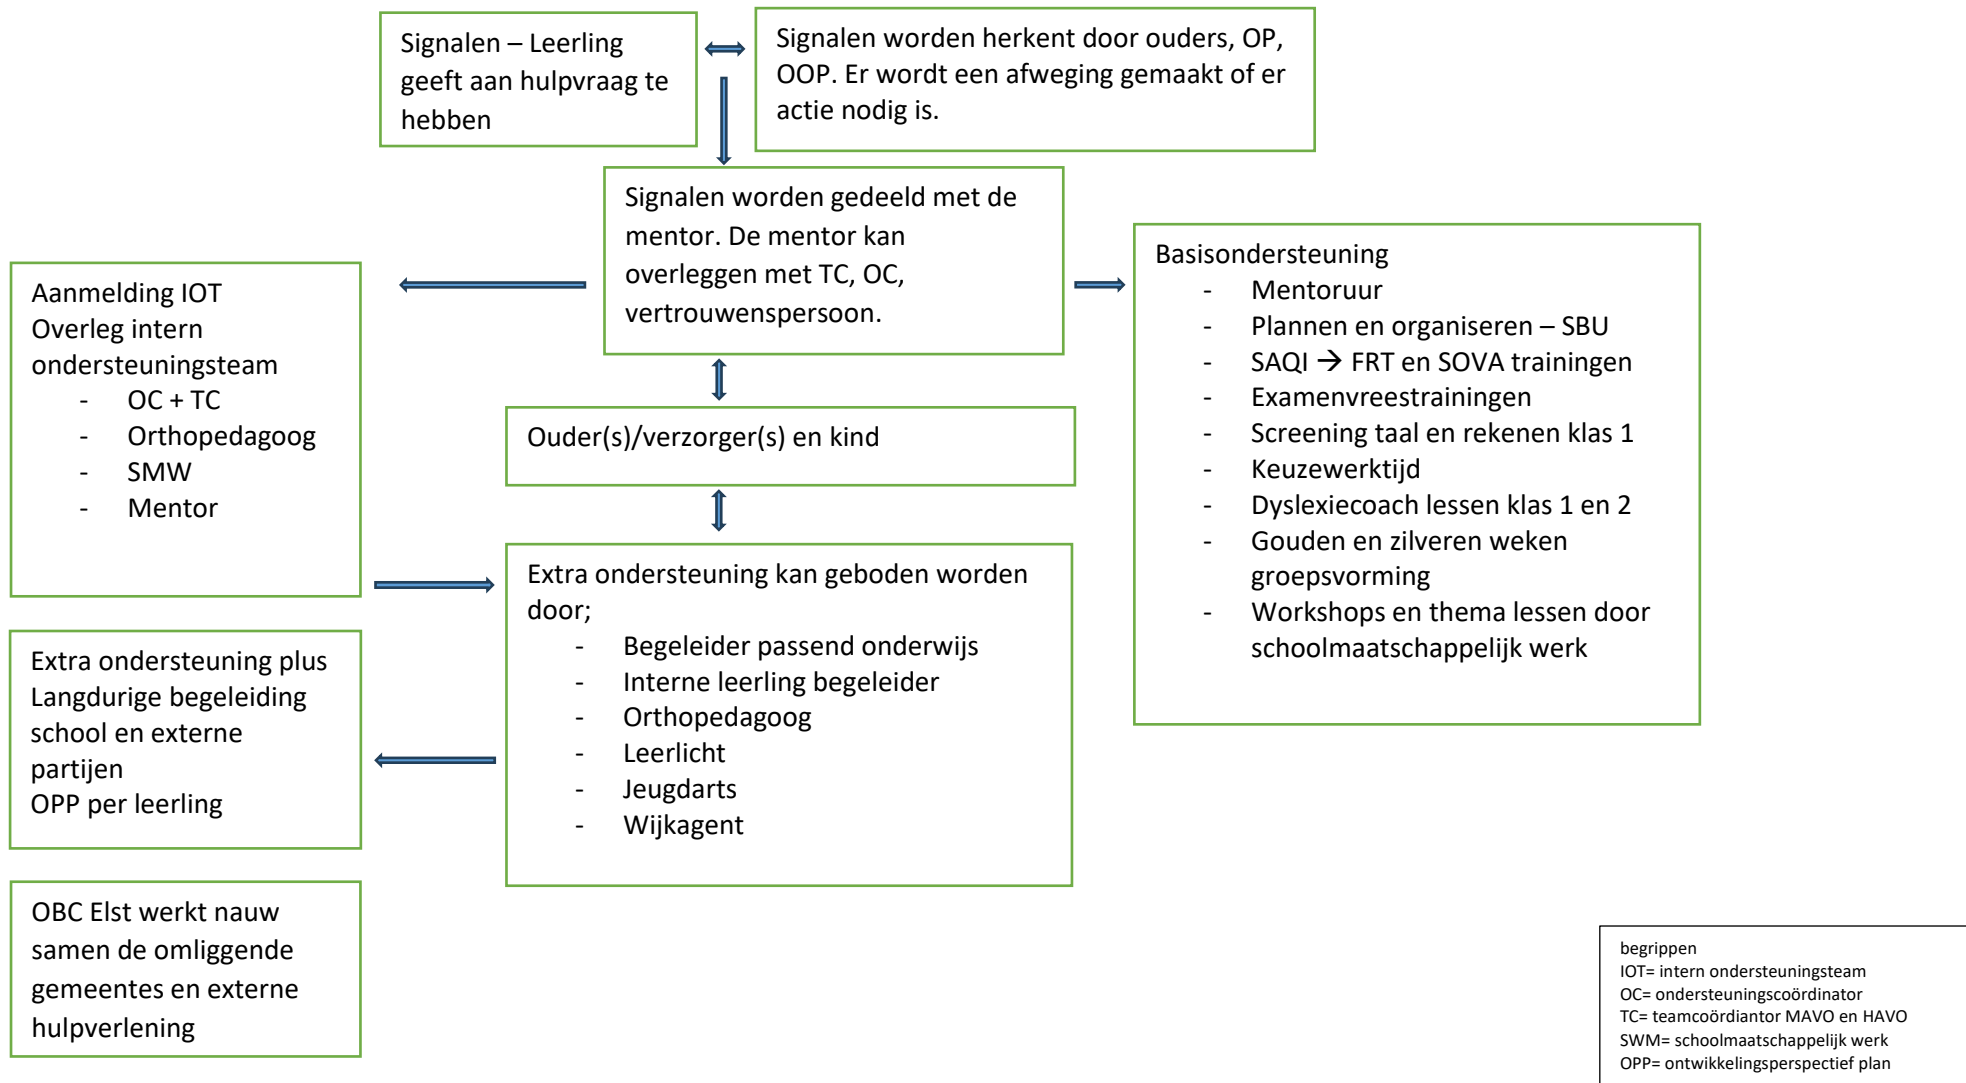 Signalen – Leerling
geeft aan hulpvraag te
hebben
Signalen worden herkent door ouders, OP,
OOP. Er wordt een afweging gemaakt of er
actie nodig is.
Signalen worden gedeeld met de
mentor. De mentor kan
overleggen met TC, OC,
vertrouwenspersoon.
Aanmelding IOT
Overleg intern
ondersteuningsteam
- OC + TC
- Orthopedagoog
- SMW
- Mentor
Basisondersteuning
- Mentoruur
- Plannen en organiseren – SBU
- SAQI → FRT en SOVA trainingen
- Examenvreestrainingen
- Screening taal en rekenen klas 1
- Keuzewerktijd
- Dyslexiecoach lessen klas 1 en 2
- Gouden en zilveren weken
groepsvorming
- Workshops en thema lessen door
schoolmaatschappelijk werk
Ouder(s)/verzorger(s) en kind
Extra ondersteuning kan geboden worden
door;
- Begeleider passend onderwijs
- Interne leerling begeleider
- Orthopedagoog
- Leerlicht
- Jeugdarts
- Wijkagent
Extra ondersteuning plus
Langdurige begeleiding
school en externe
partijen
OPP per leerling
OBC Elst werkt nauw
samen de omliggende
gemeentes en externe
hulpverlening
begrippen
IOT= intern ondersteuningsteam
OC= ondersteuningscoördinator
TC= teamcoördiantor MAVO en HAVO
SWM= schoolmaatschappelijk werk
OPP= ontwikkelingsperspectief plan